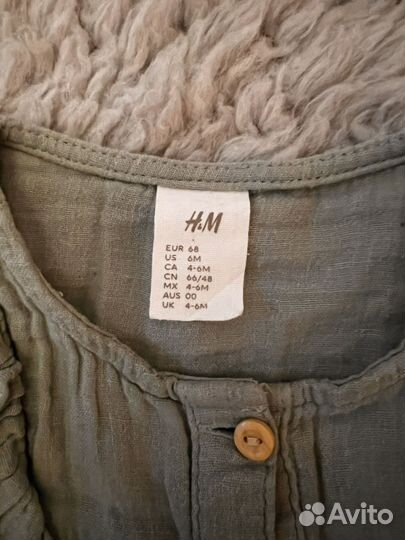 H&M
EUR 68
US 6M
CA 4-6M
CN 66/48
MX 4-6M
AUS 00
UK 4-6M
Avito